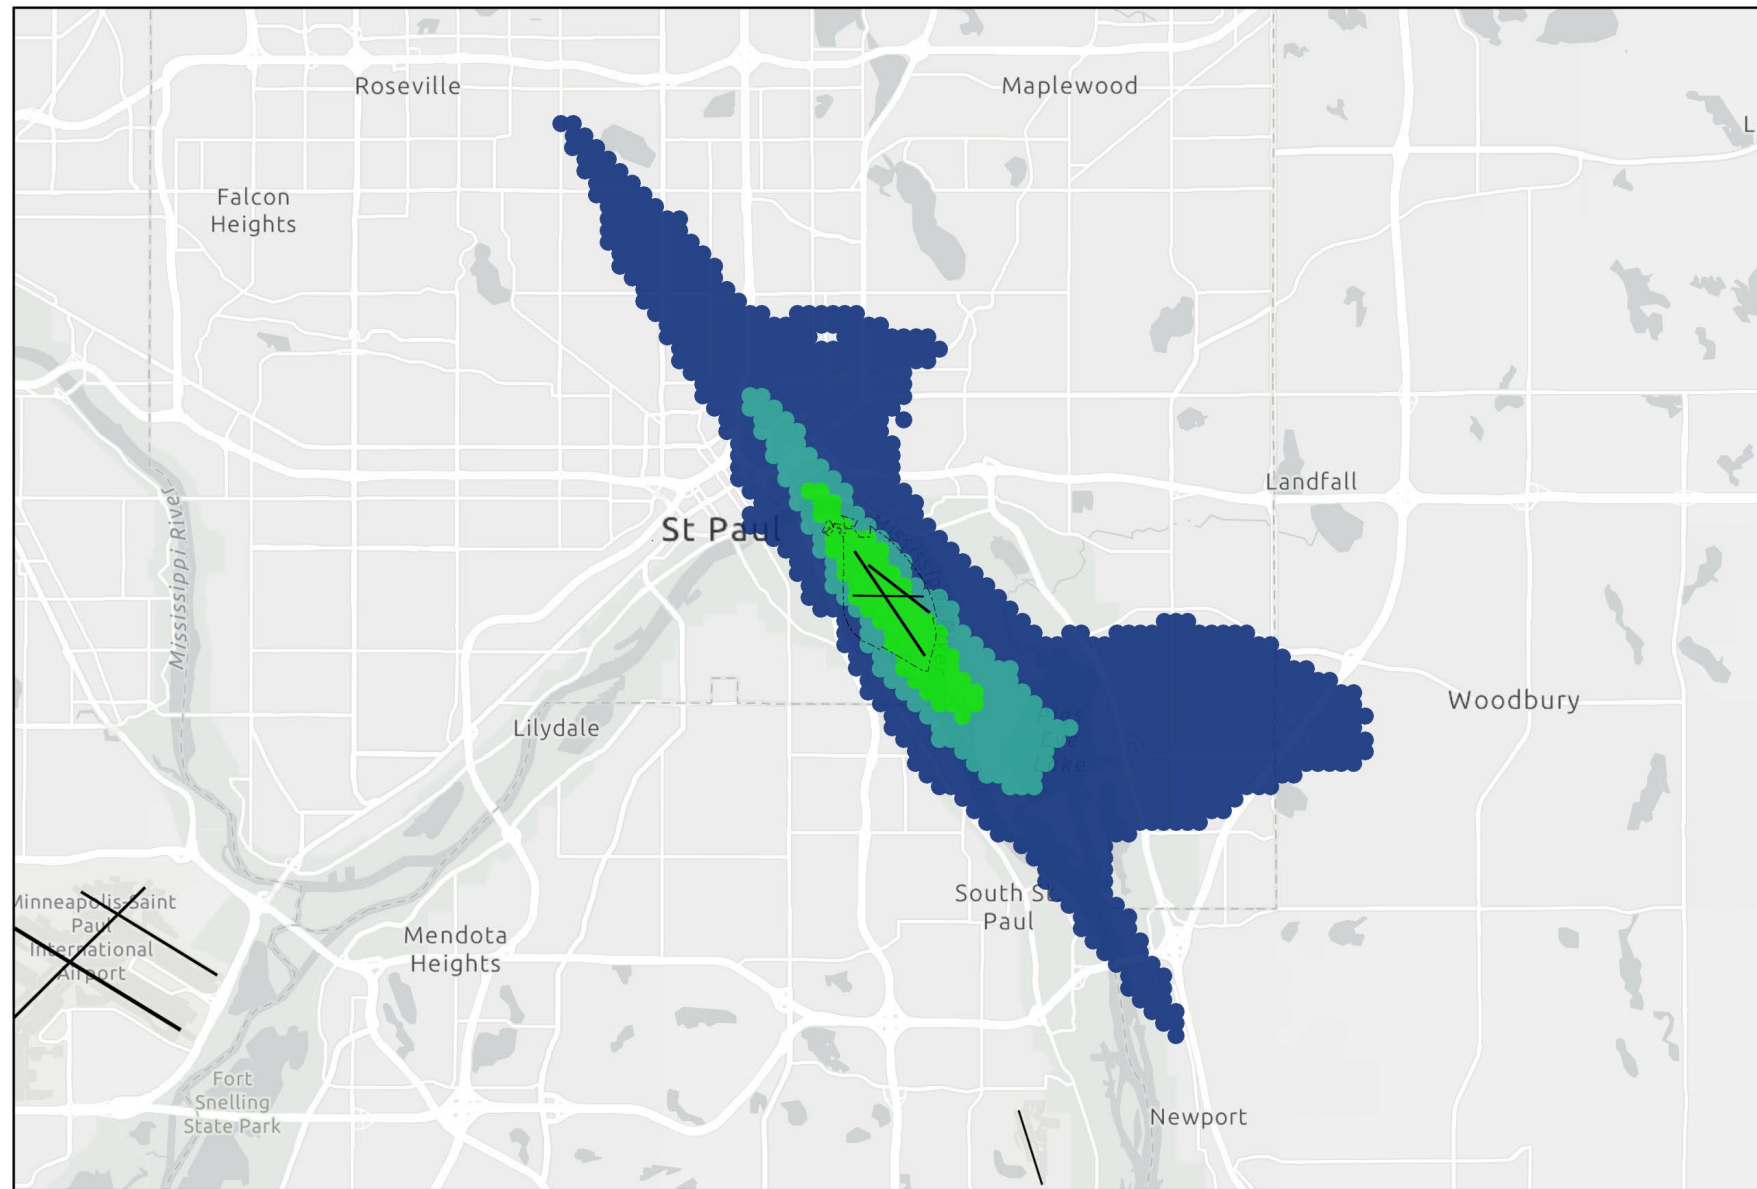 Roseville
Maplewood
L
Falcon
Heights
Landfall
St Paul
Mississippi River
Woodbury
Lilydale
Lake
South St
Paul
Minneapolis-Saint
Paul
International
Airport
Mendota
Heights
Fort
Snelling
State Park
Newport